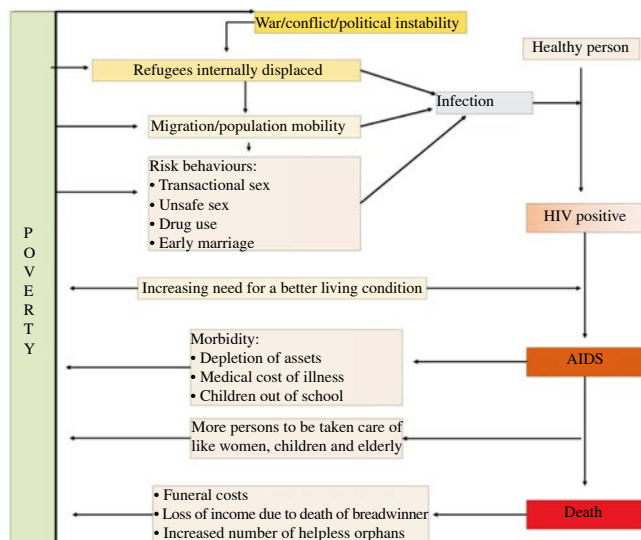 War/conflict/political instability
Healthy person
Refugees internally displaced
Infection
Migration/population mobility
Risk behaviours:
• Transactional sex
• Unsafe sex
• Drug use
• Early marriage
HIV positive
P
O
V
E
R
T
Y
Increasing need for a better living condition
Morbidity:
• Depletion of assets
• Medical cost of illness
• Children out of school
AIDS
More persons to be taken care of
like women, children and elderly
• Funeral costs
• Loss of income due to death of breadwinner
• Increased number of helpless orphans
Death